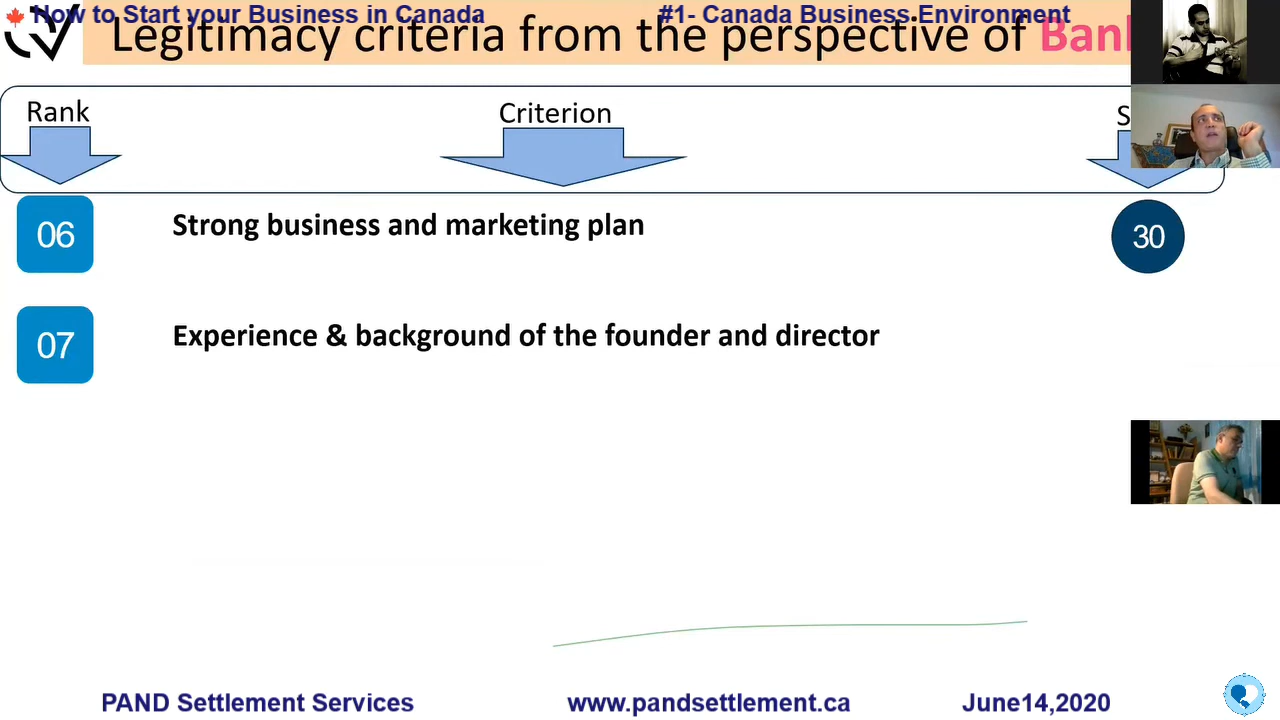 How to Start your Business in Canada
#1- Canada Business Environment
Legitimacy criteria from the perspective of
Rank
Criterion
06
Strong business and marketing plan
30
07
Experience & background of the founder and director
PAND Settlement Services
www.pandsettlement.ca
June14,2020